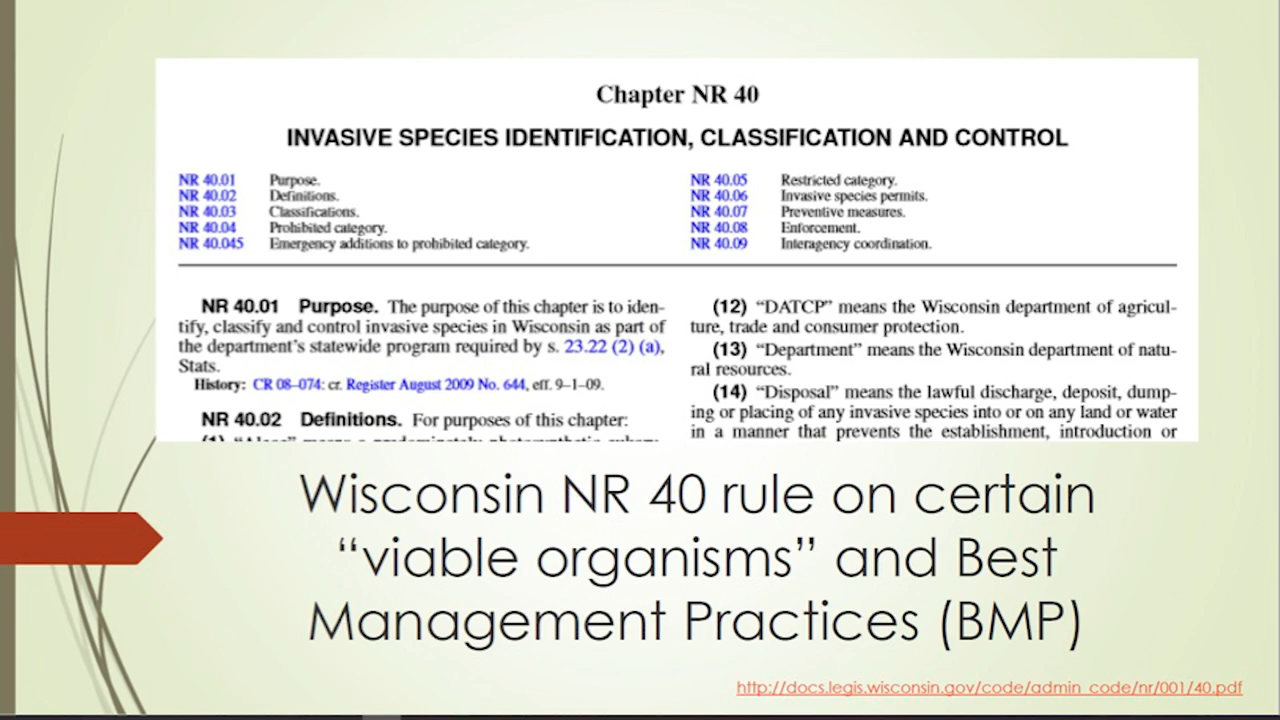 Chapter NR 40
INVASIVE SPECIES IDENTIFICATION, CLASSIFICATION AND CONTROL
NR 40.01 Purpose.
NR 40.02 Definitions.
NR 40.03 Classifications.
NR 40.04 Prohibited category.
NR 40.045 Emergency additions to prohibited category.
NR 40.05 Restricted category.
NR 40.06 Invasive species permits.
NR 40.07 Preventive measures.
NR 40.08 Enforcement.
NR 40.09 Interagency coordination.
NR 40.01 Purpose. The purpose of this chapter is to iden-
tify, classify and control invasive species in Wisconsin as part of
the department's statewide program required by s. 23.22 (2) (a),
Stats.
History: CR 08–074: cr. Register August 2009 No. 644, eff. 9–1–09.
NR 40.02 Definitions. For purposes of this chapter:
(12) "DATCP" means the Wisconsin department of agricul-
ture, trade and consumer protection.
(13) "Department" means the Wisconsin department of natu-
ral resources.
(14) "Disposal" means the lawful discharge, deposit, dump-
ing or placing of any invasive species into or on any land or water
in a manner that prevents the establishment, introduction or
Wisconsin NR 40 rule on certain
“viable organisms” and Best
Management Practices (BMP)
http://docs.legis.wisconsin.gov/code/admin_code/nr/001/40.pdf